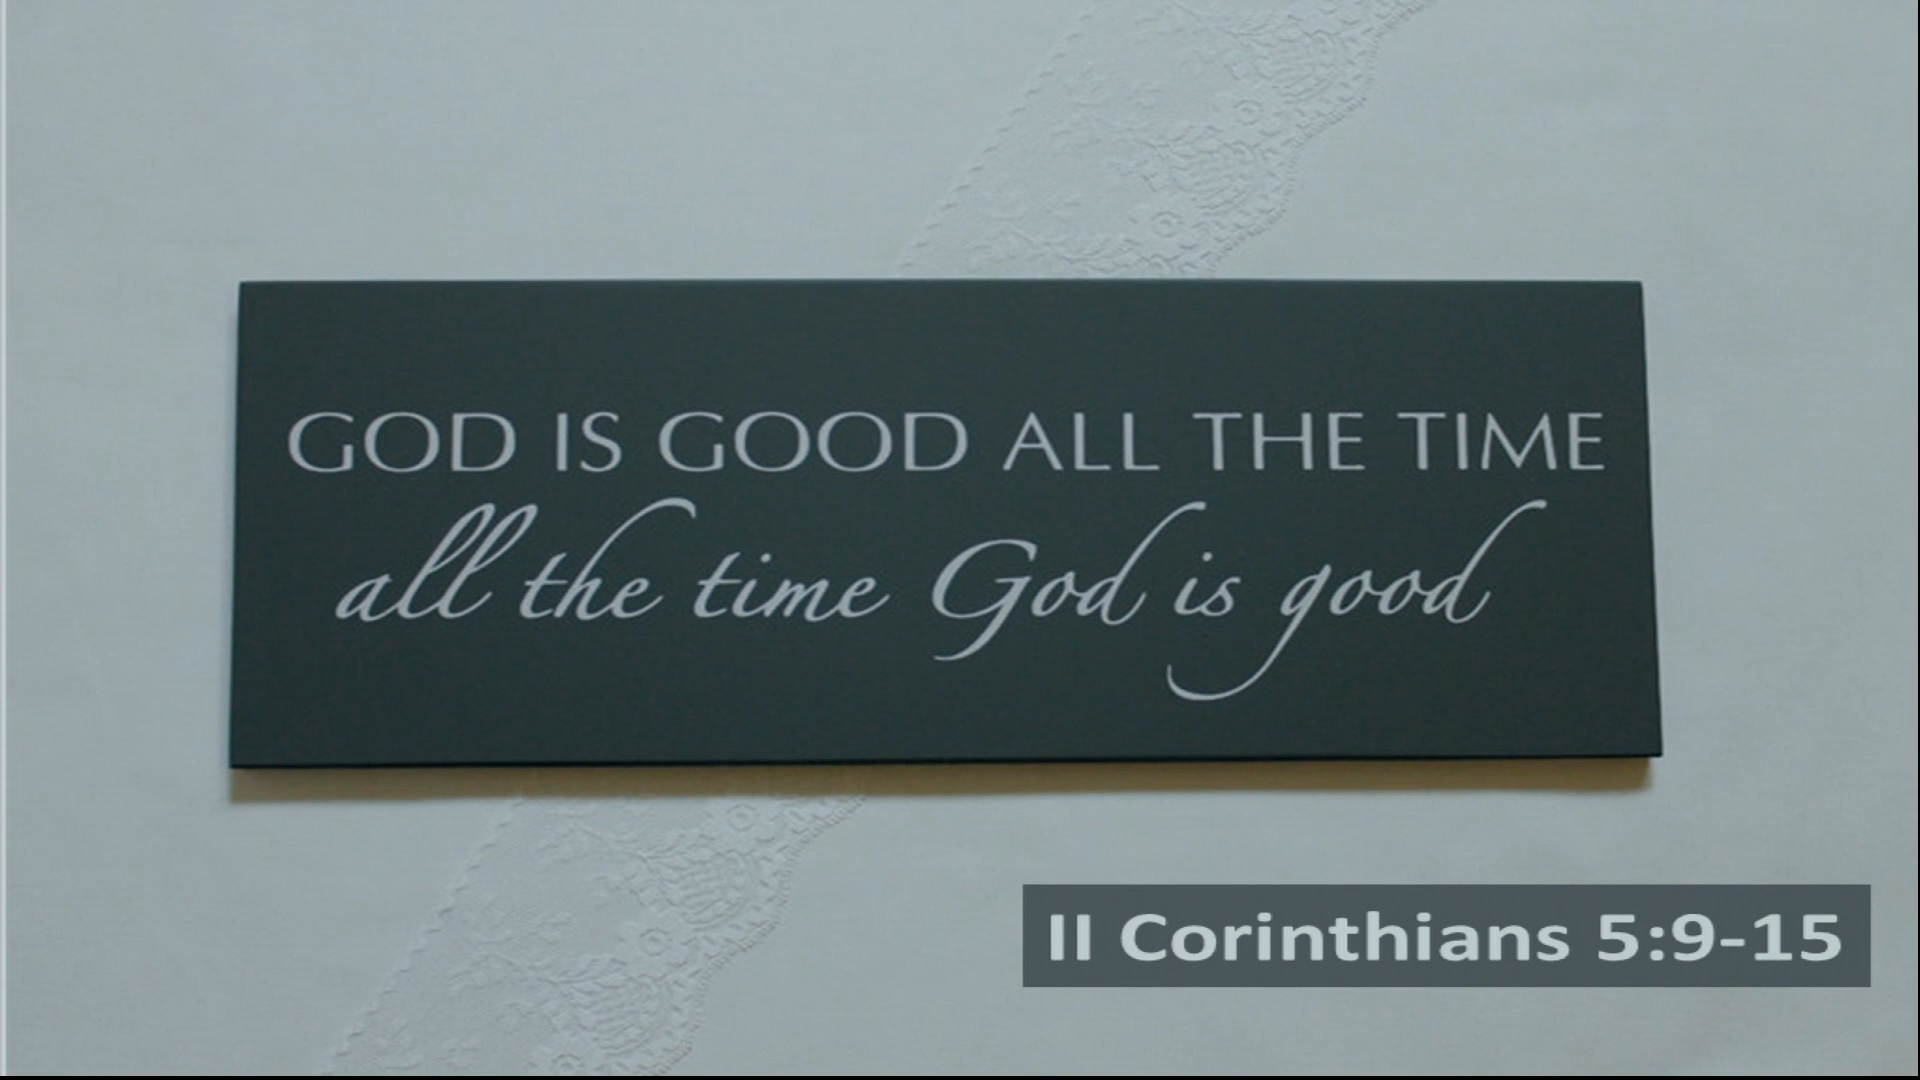 GOD IS GOOD ALL THE TIME
all the time God is good
II Corinthians 5:9-15